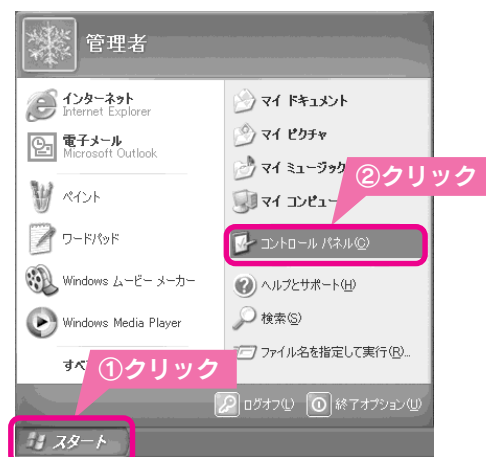 管理者
インターネット
Internet Explorer
電子メール
Microsoft Outlook
ペイント
ワードパッド
Windows ムービー メーカー
Windows Media Player
すべ
マイ ドキュメント
マイ ピクチャ
マイ ミュージック
マイ コンピュー
②クリック
コントロール パネル(C)
ヘルプとサポート(H)
検索(S)
ファイル名を指定して実行(R)...
①クリック
ログオフ(L)
終了オプション(U)
スタート